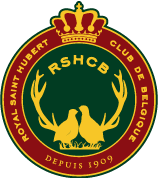 ROYAL SAINT HUBERT CLUB DE BELGIQUE
RSHCB
DEPUIS 1909